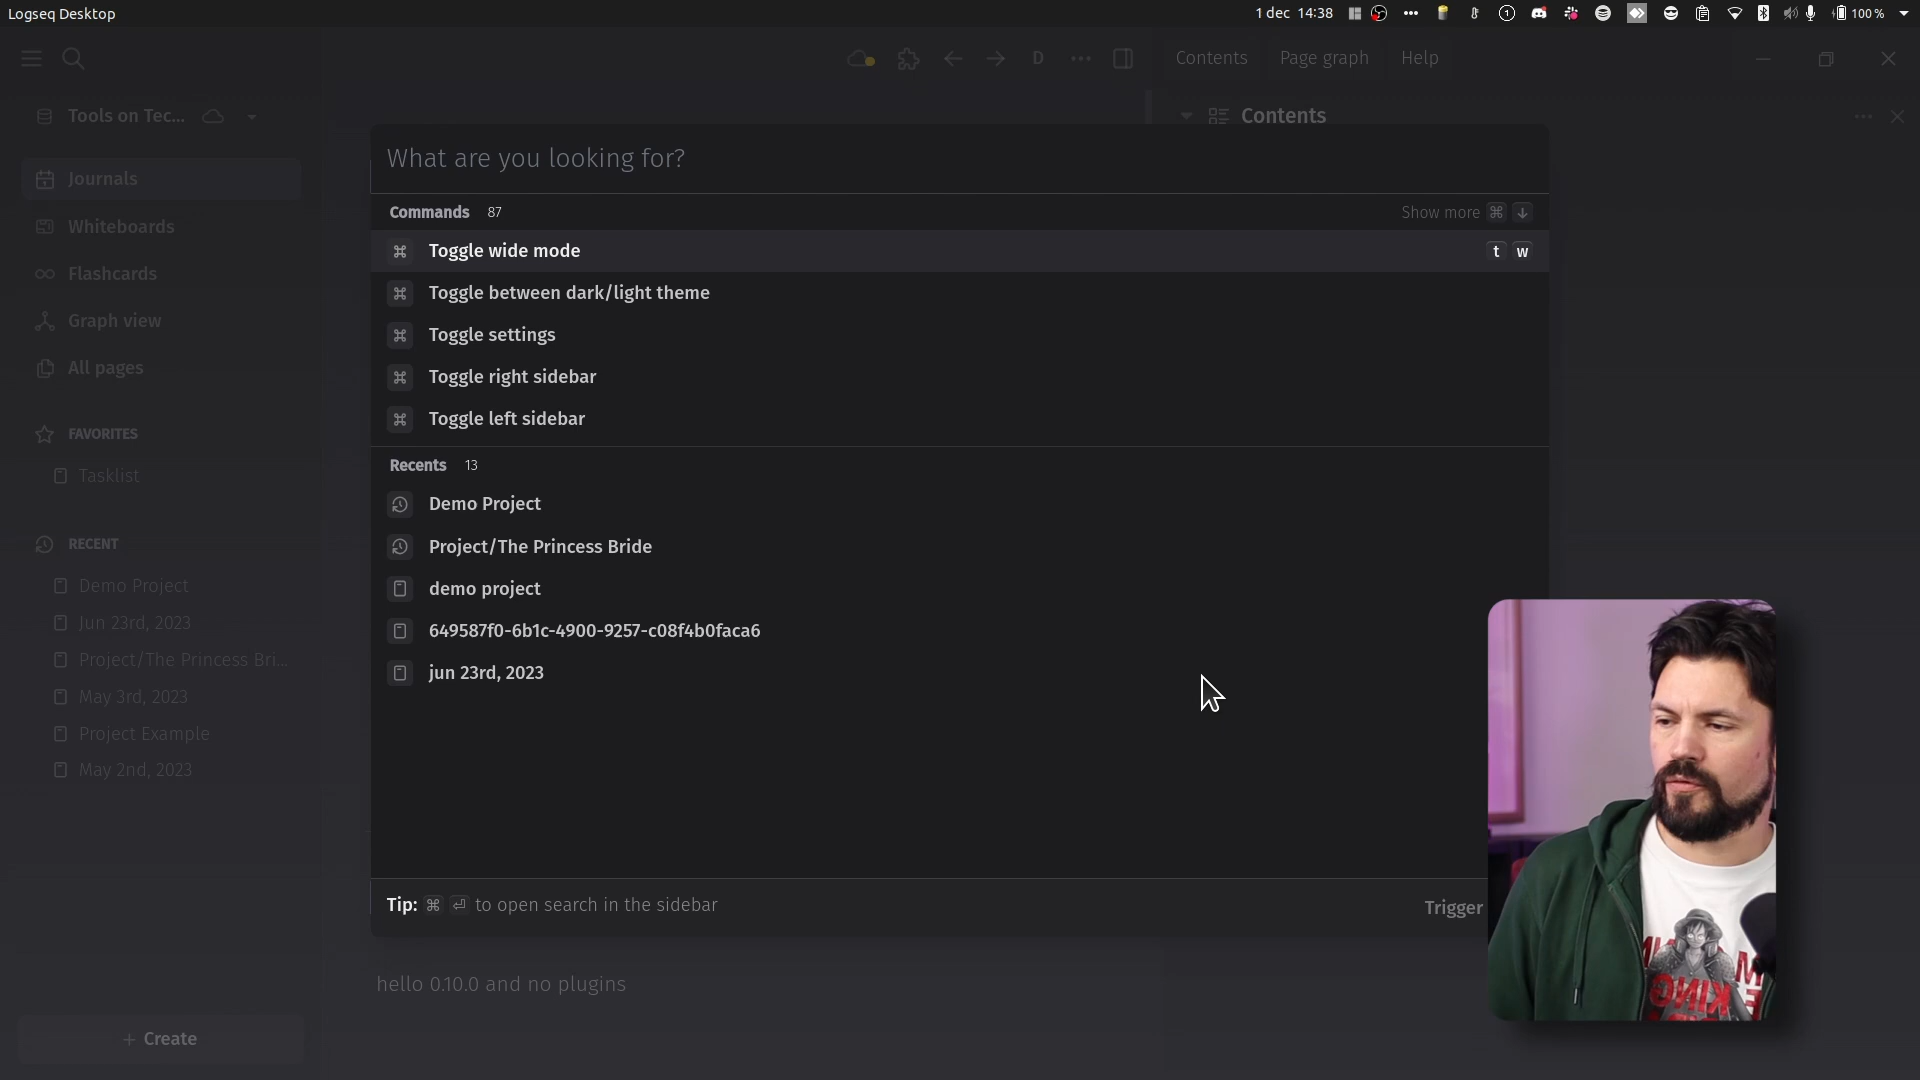 Logseq Desktop
1 dec 14:38
100 %
Contents
Page graph
Help
D
Tools on Tec...
Contents
What are you looking for?
Commands 87
Show more ⌘ ↓
Toggle wide mode
t w
Toggle between dark/light theme
Toggle settings
Toggle right sidebar
Toggle left sidebar
Recents 13
Demo Project
Project/The Princess Bride
demo project
649587f0-6b1c-4900-9257-c08f4b0faca6
jun 23rd, 2023
Tip: ⌘ ⏎ to open search in the sidebar
Trigger
Journals
Whiteboards
Flashcards
Graph view
All pages
FAVORITES
Tasklist
RECENT
Demo Project
Jun 23rd, 2023
Project/The Princess Bri...
May 3rd, 2023
Project Example
May 2nd, 2023
+ Create
hello 0.10.0 and no plugins
KING